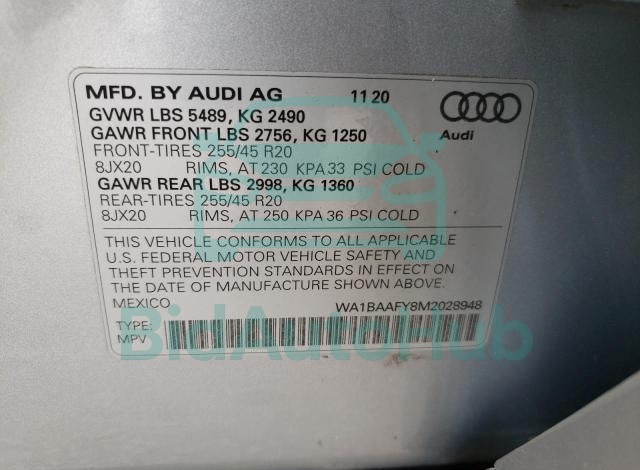 MFD. BY AUDI AG 11 20
GVWR LBS 5489, KG 2490
GAWR FRONT LBS 2756, KG 1250
Audi
FRONT-TIRES 255/45 R20
8JX20 RIMS, AT 230 KPA 33 PSI COLD
GAWR REAR LBS 2998, KG 1360
REAR-TIRES 255/45 R20
8JX20 RIMS, AT 250 KPA 36 PSI COLD
THIS VEHICLE CONFORMS TO ALL APPLICABLE
U.S. FEDERAL MOTOR VEHICLE SAFETY AND
THEFT PREVENTION STANDARDS IN EFFECT ON
THE DATE OF MANUFACTURE SHOWN ABOVE.
MEXICO WA1BAAFY8M2028948
TYPE:
MPV
BidAutoHub